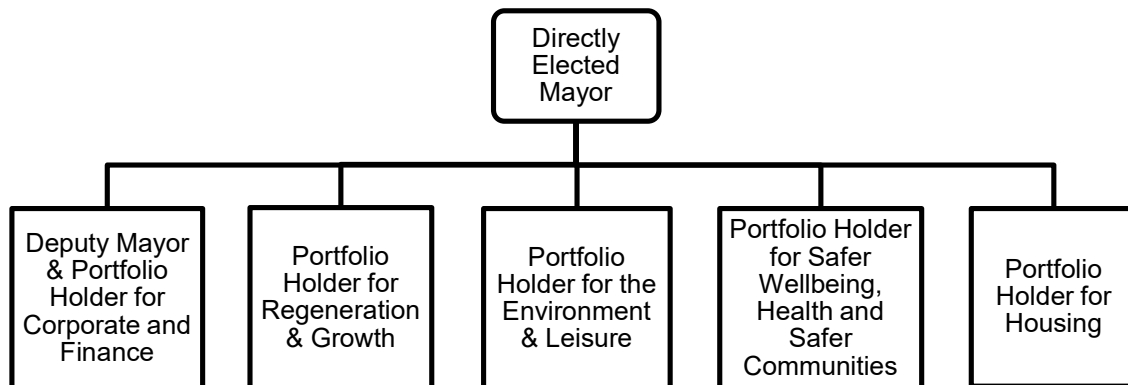 Directly
Elected
Mayor
Deputy Mayor
& Portfolio
Holder for
Corporate and
Finance
Portfolio
Holder for
Regeneration
& Growth
Portfolio
Holder for the
Environment
& Leisure
Portfolio Holder
for Safer
Wellbeing,
Health and
Safer
Communities
Portfolio
Holder for
Housing